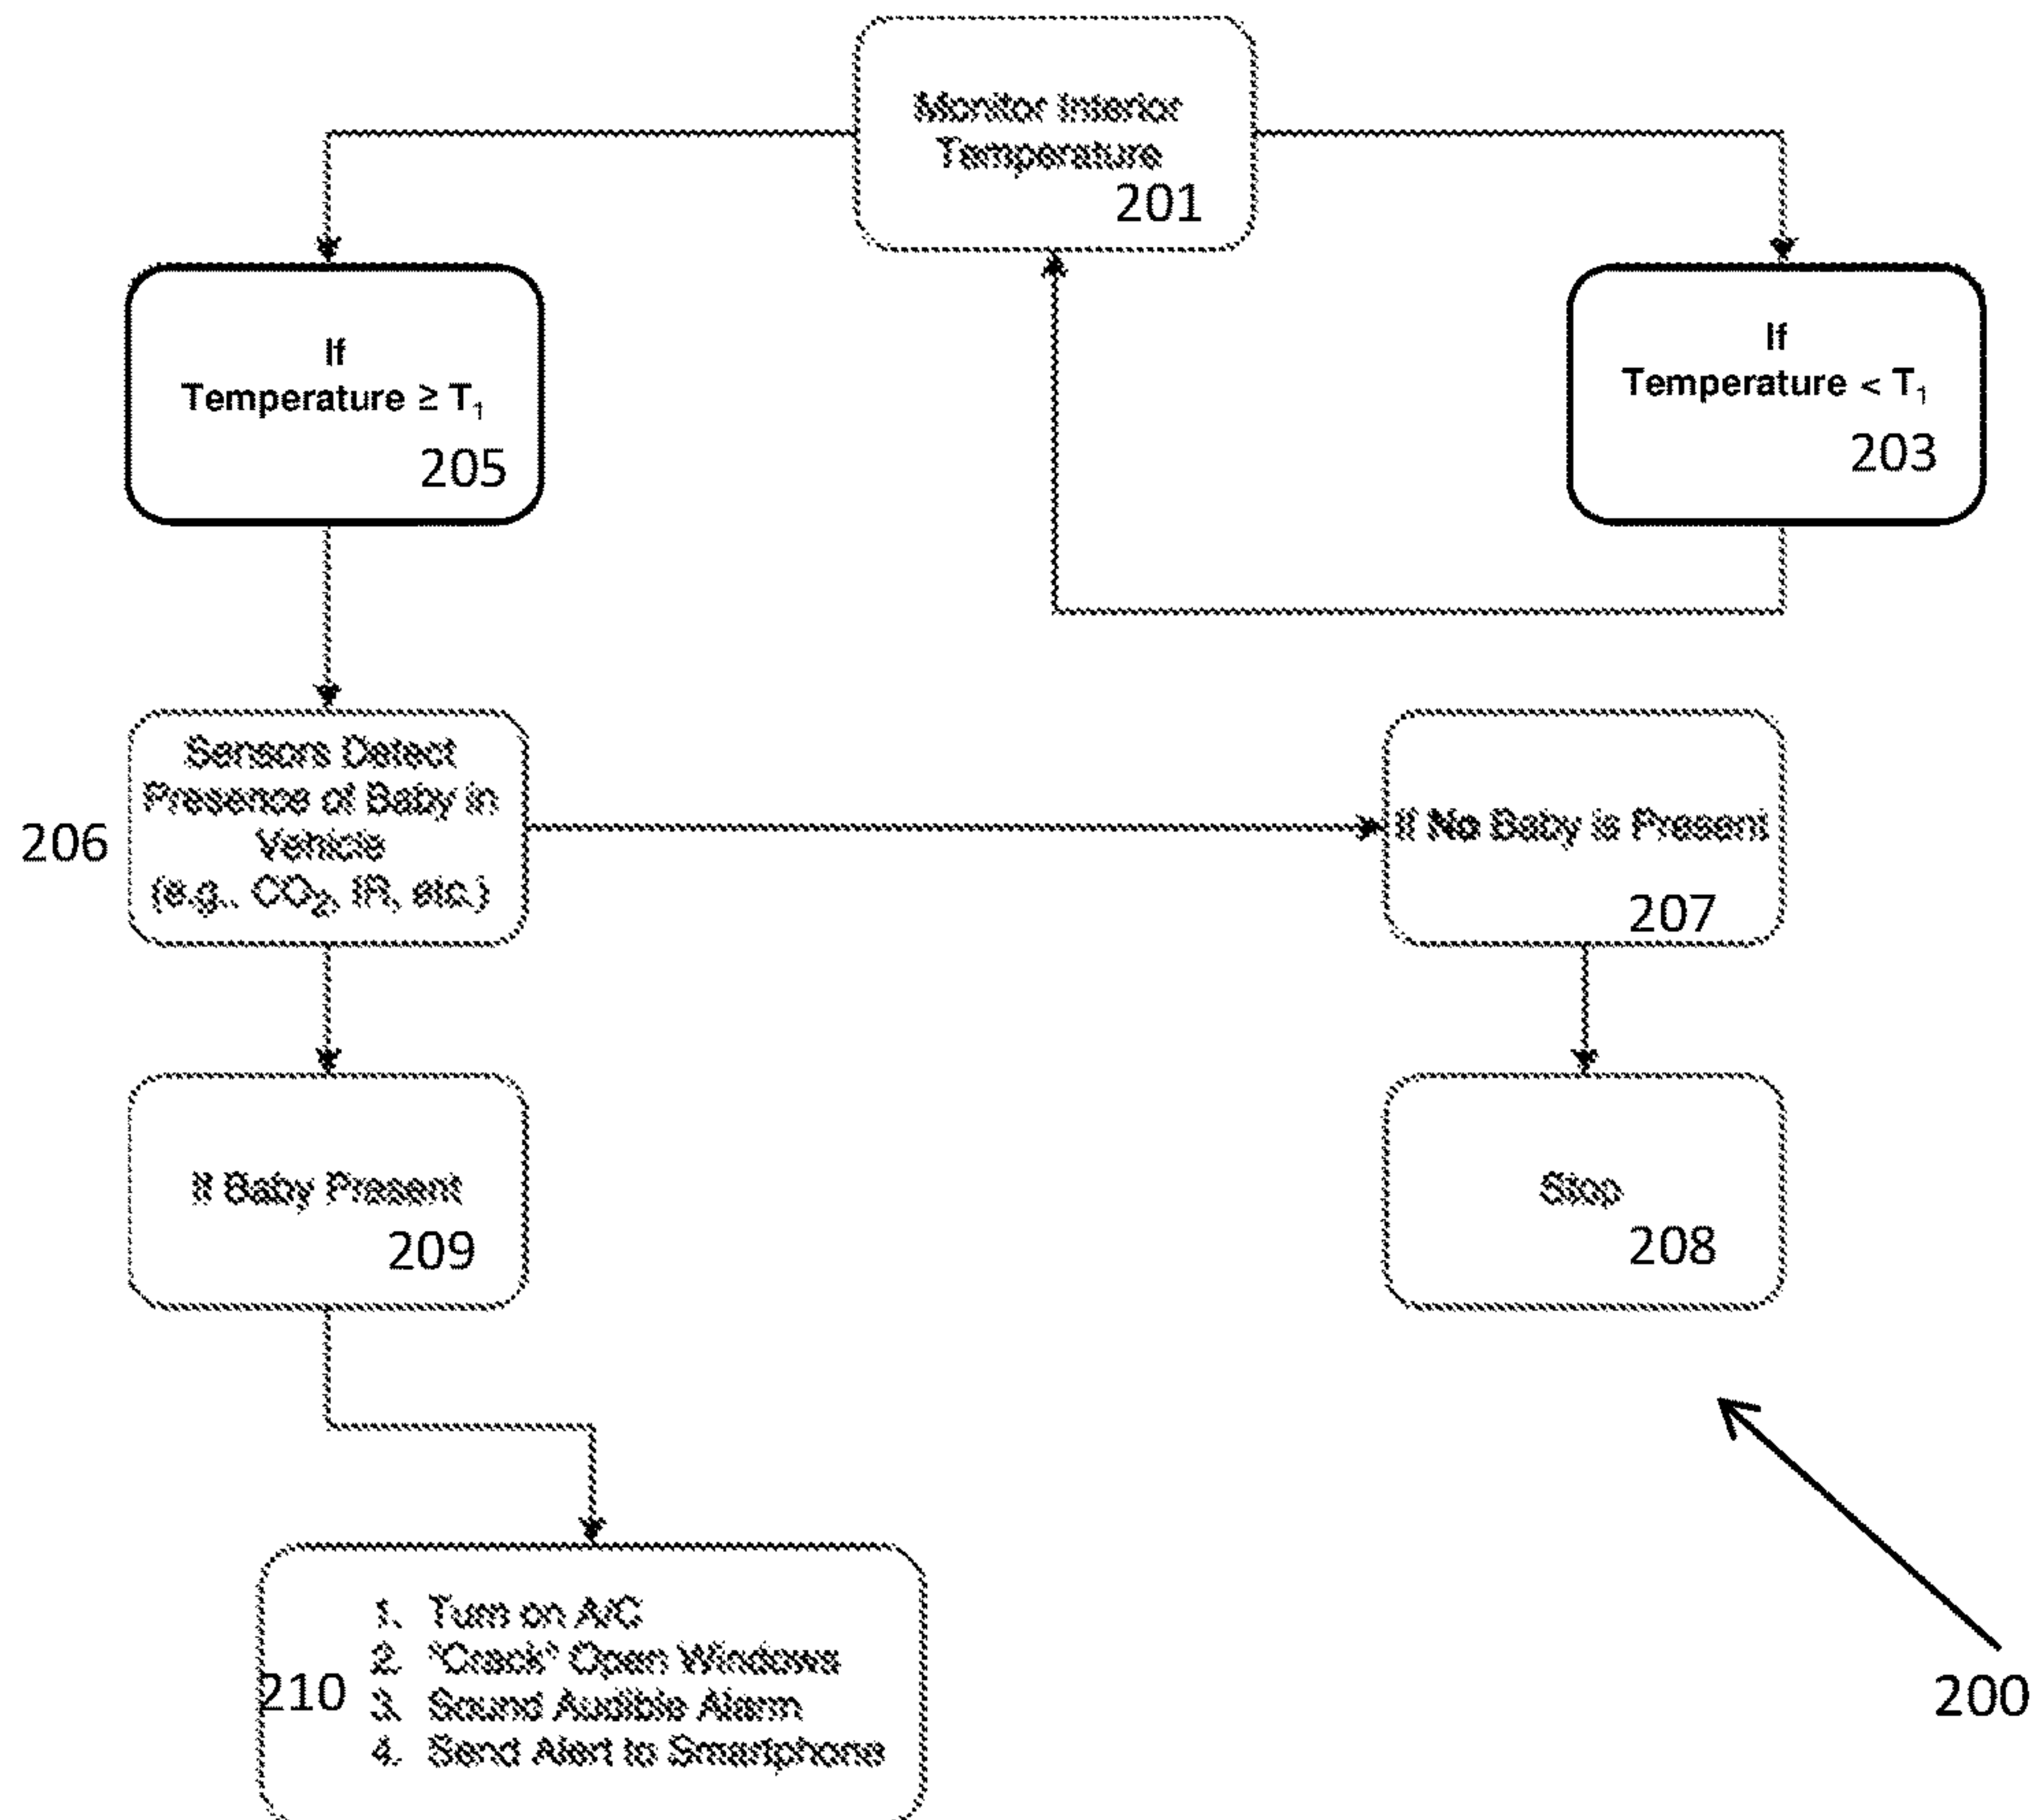 Monitor Interior
Temperature
201
If
Temperature ≥ T₁
205
If
Temperature < T₁
203
Sensors Detect
Presence of Baby in
Vehicle
(e.g., CO₂, IR, etc.)
206
If No Baby is Present
207
If Baby Present
209
Stop
208
1. Turn on A/C
2. "Crack" Open Windows
3. Sound Audible Alarm
4. Send Alert to Smartphone
210
200